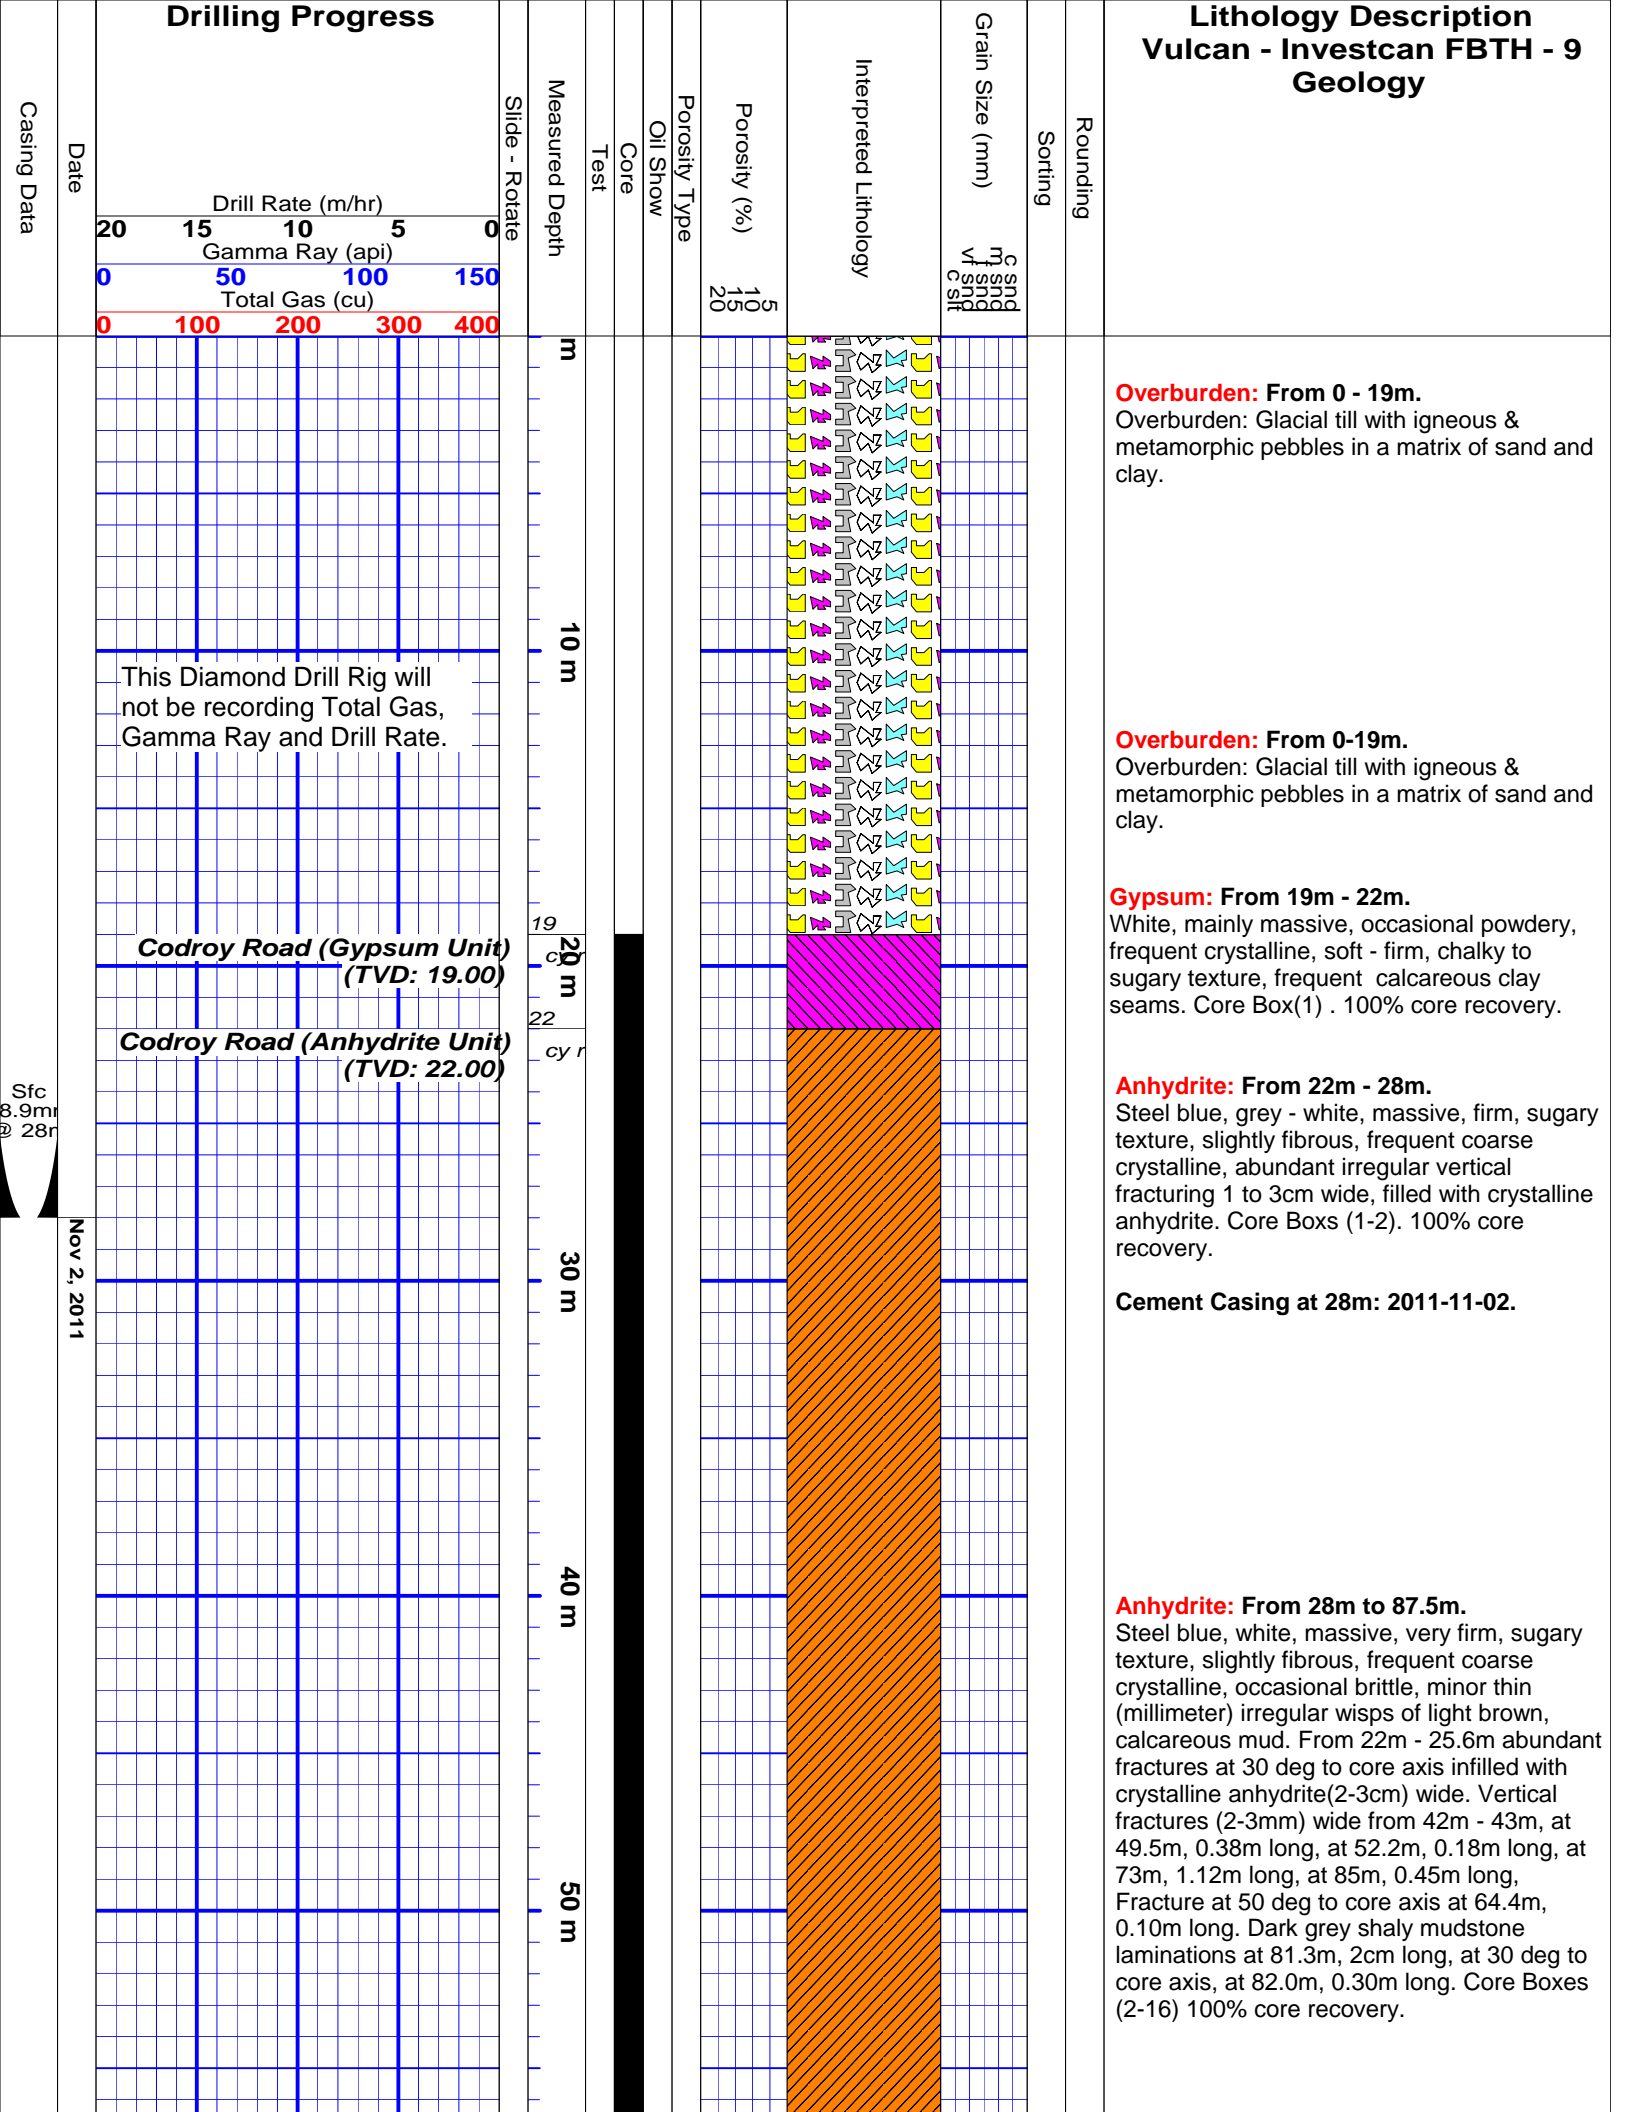 Drilling Progress
Lithology Description
Vulcan - Investcan FBTH - 9
Geology
Casing Data
Date
Drill Rate (m/hr)
20 15 10 5 0
Gamma Ray (api)
0 50 100 150
Total Gas (cu)
0 100 200 300 400
Slide - Rotate
Measured Depth
Test
Core
Oil Show
Porosity Type
Porosity (%)
5
10
15
20
Interpreted Lithology
Grain Size (mm)
c snd
m snd
f snd
vf snd
c slt
Sorting
Rounding
m
Overburden: From 0 - 19m.
Overburden: Glacial till with igneous &
metamorphic pebbles in a matrix of sand and
clay.
10 m
This Diamond Drill Rig will
not be recording Total Gas,
Gamma Ray and Drill Rate.
Overburden: From 0-19m.
Overburden: Glacial till with igneous &
metamorphic pebbles in a matrix of sand and
clay.
19
Codroy Road (Gypsum Unit)
(TVD: 19.00)
cy r
20 m
Gypsum: From 19m - 22m.
White, mainly massive, occasional powdery,
frequent crystalline, soft - firm, chalky to
sugary texture, frequent calcareous clay
seams. Core Box(1) . 100% core recovery.
22
Codroy Road (Anhydrite Unit)
(TVD: 22.00)
cy r
Sfc
8.9m
@ 28
Anhydrite: From 22m - 28m.
Steel blue, grey - white, massive, firm, sugary
texture, slightly fibrous, frequent coarse
crystalline, abundant irregular vertical
fracturing 1 to 3cm wide, filled with crystalline
anhydrite. Core Boxs (1-2). 100% core
recovery.
Cement Casing at 28m: 2011-11-02.
Nov 2, 2011
30 m
40 m
Anhydrite: From 28m to 87.5m.
Steel blue, white, massive, very firm, sugary
texture, slightly fibrous, frequent coarse
crystalline, occasional brittle, minor thin
(millimeter) irregular wisps of light brown,
calcareous mud. From 22m - 25.6m abundant
fractures at 30 deg to core axis infilled with
crystalline anhydrite(2-3cm) wide. Vertical
fractures (2-3mm) wide from 42m - 43m, at
49.5m, 0.38m long, at 52.2m, 0.18m long, at
73m, 1.12m long, at 85m, 0.45m long,
Fracture at 50 deg to core axis at 64.4m,
0.10m long. Dark grey shaly mudstone
laminations at 81.3m, 2cm long, at 30 deg to
core axis, at 82.0m, 0.30m long. Core Boxes
(2-16) 100% core recovery.
50 m